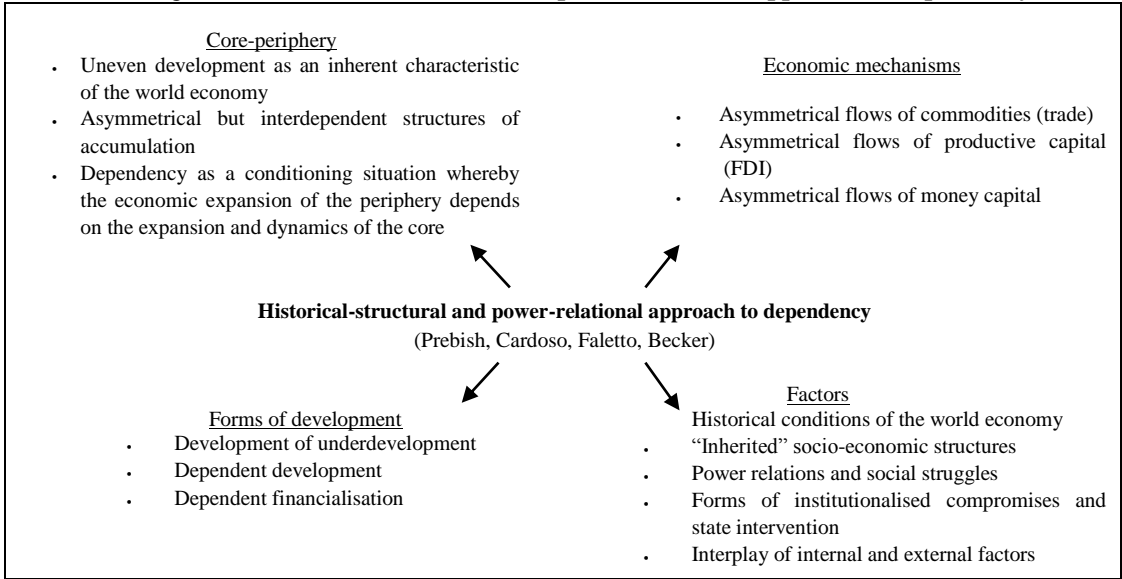 Core-periphery
• Uneven development as an inherent characteristic
of the world economy
• Asymmetrical but interdependent structures of
accumulation
• Dependency as a conditioning situation whereby
the economic expansion of the periphery depends
on the expansion and dynamics of the core
Economic mechanisms
• Asymmetrical flows of commodities (trade)
• Asymmetrical flows of productive capital
(FDI)
• Asymmetrical flows of money capital
Historical-structural and power-relational approach to dependency
(Prebish, Cardoso, Faletto, Becker)
Forms of development
• Development of underdevelopment
• Dependent development
• Dependent financialisation
Factors
• Historical conditions of the world economy
• “Inherited” socio-economic structures
• Power relations and social struggles
• Forms of institutionalised compromises and
state intervention
• Interplay of internal and external factors